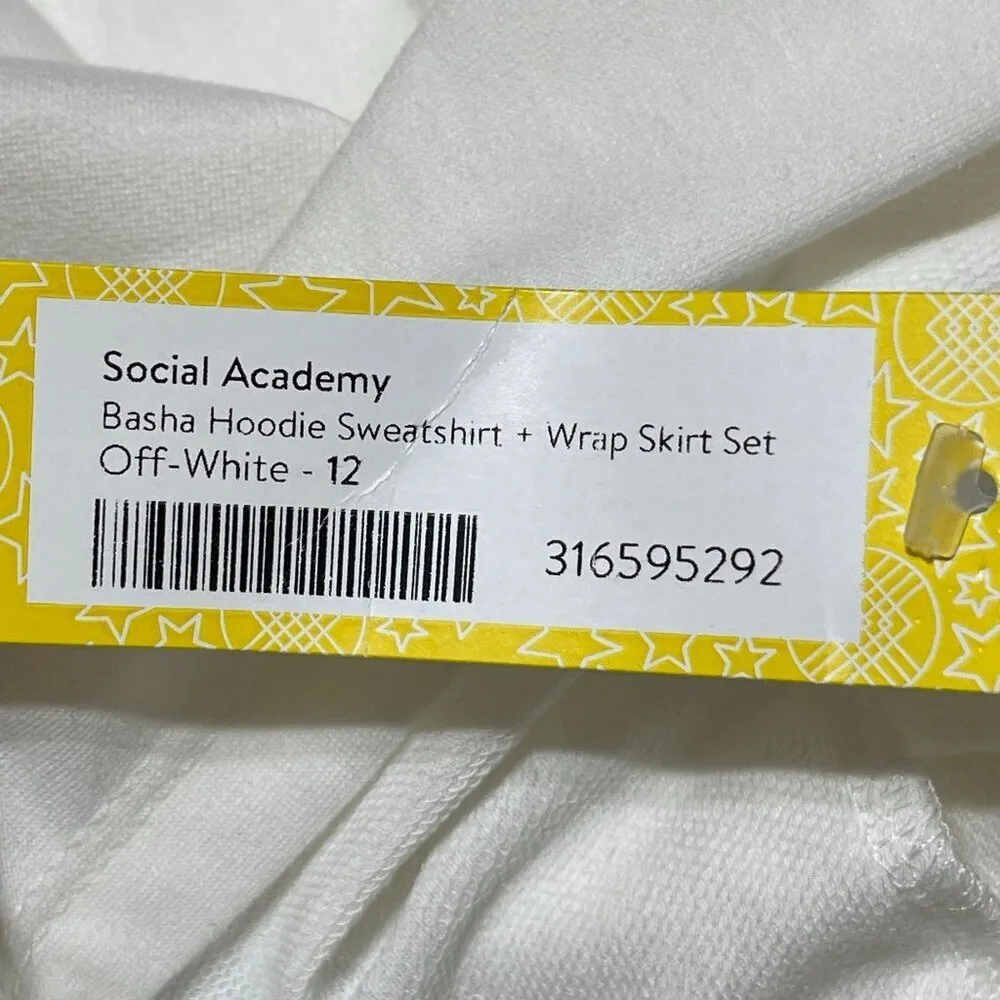 Social Academy
Basha Hoodie Sweatshirt + Wrap Skirt Set
Off-White - 12
316595292